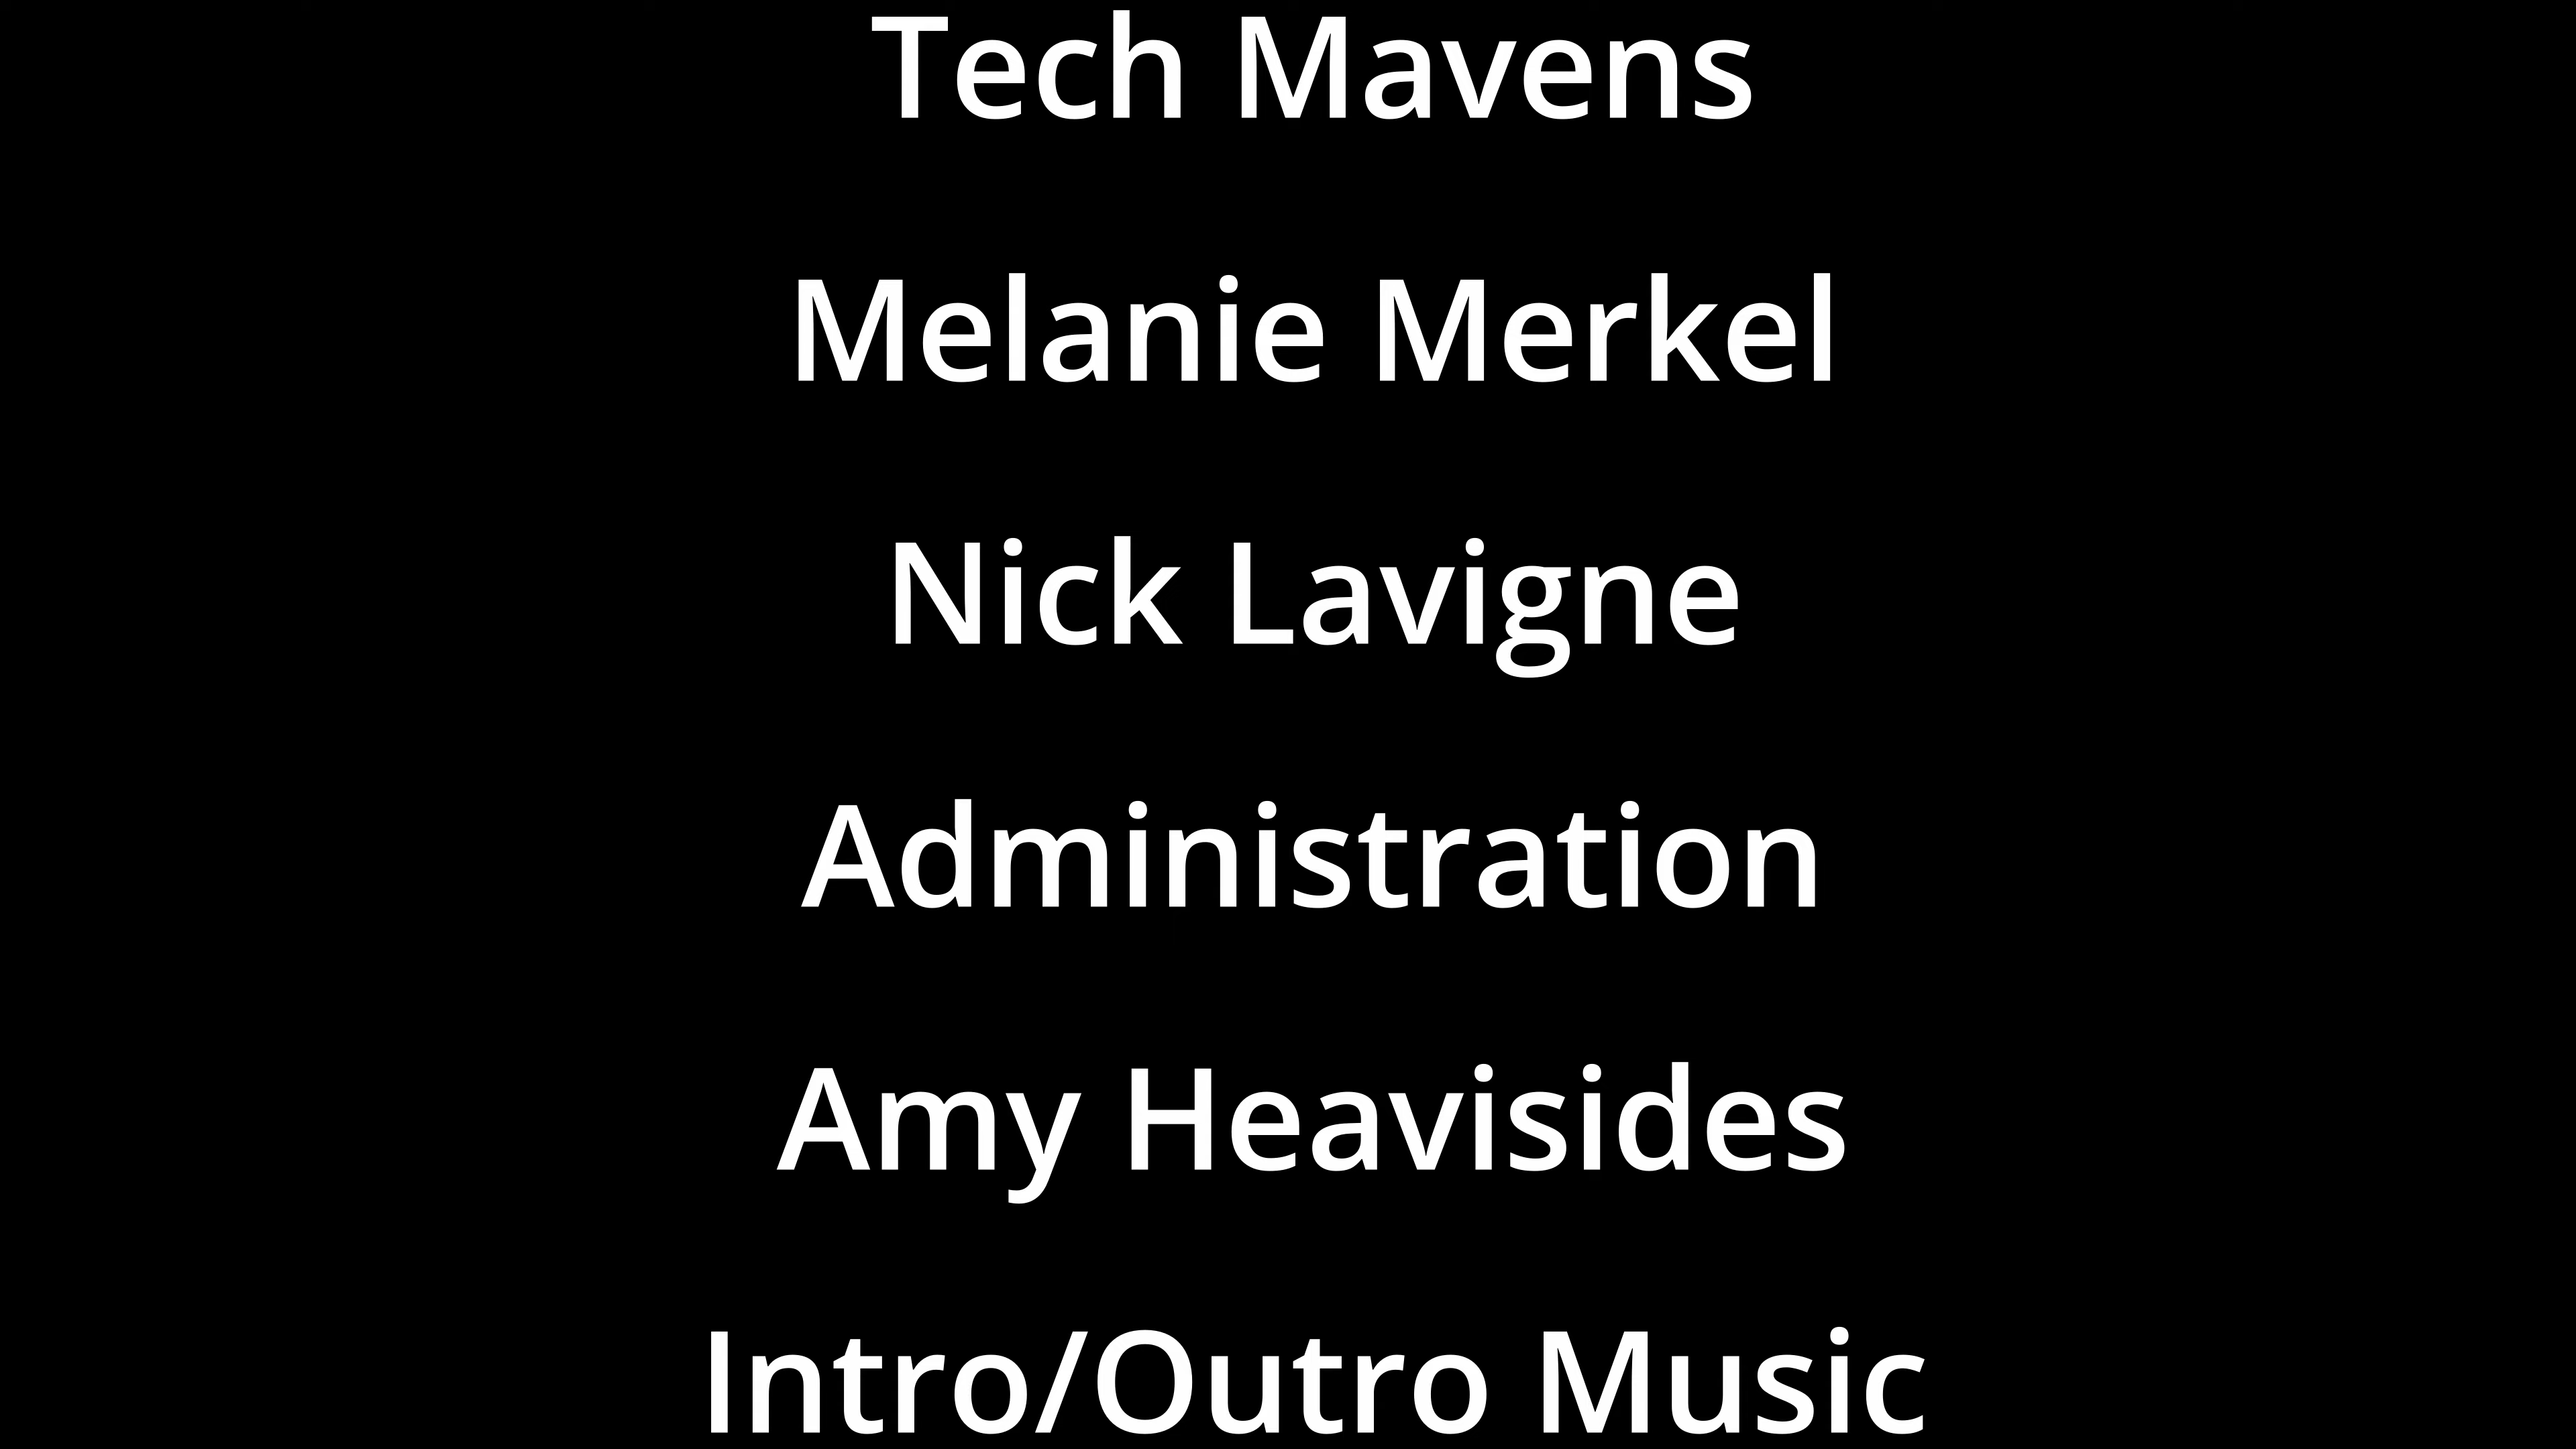 Tech Mavens
Melanie Merkel
Nick Lavigne
Administration
Amy Heavisides
Intro/Outro Music